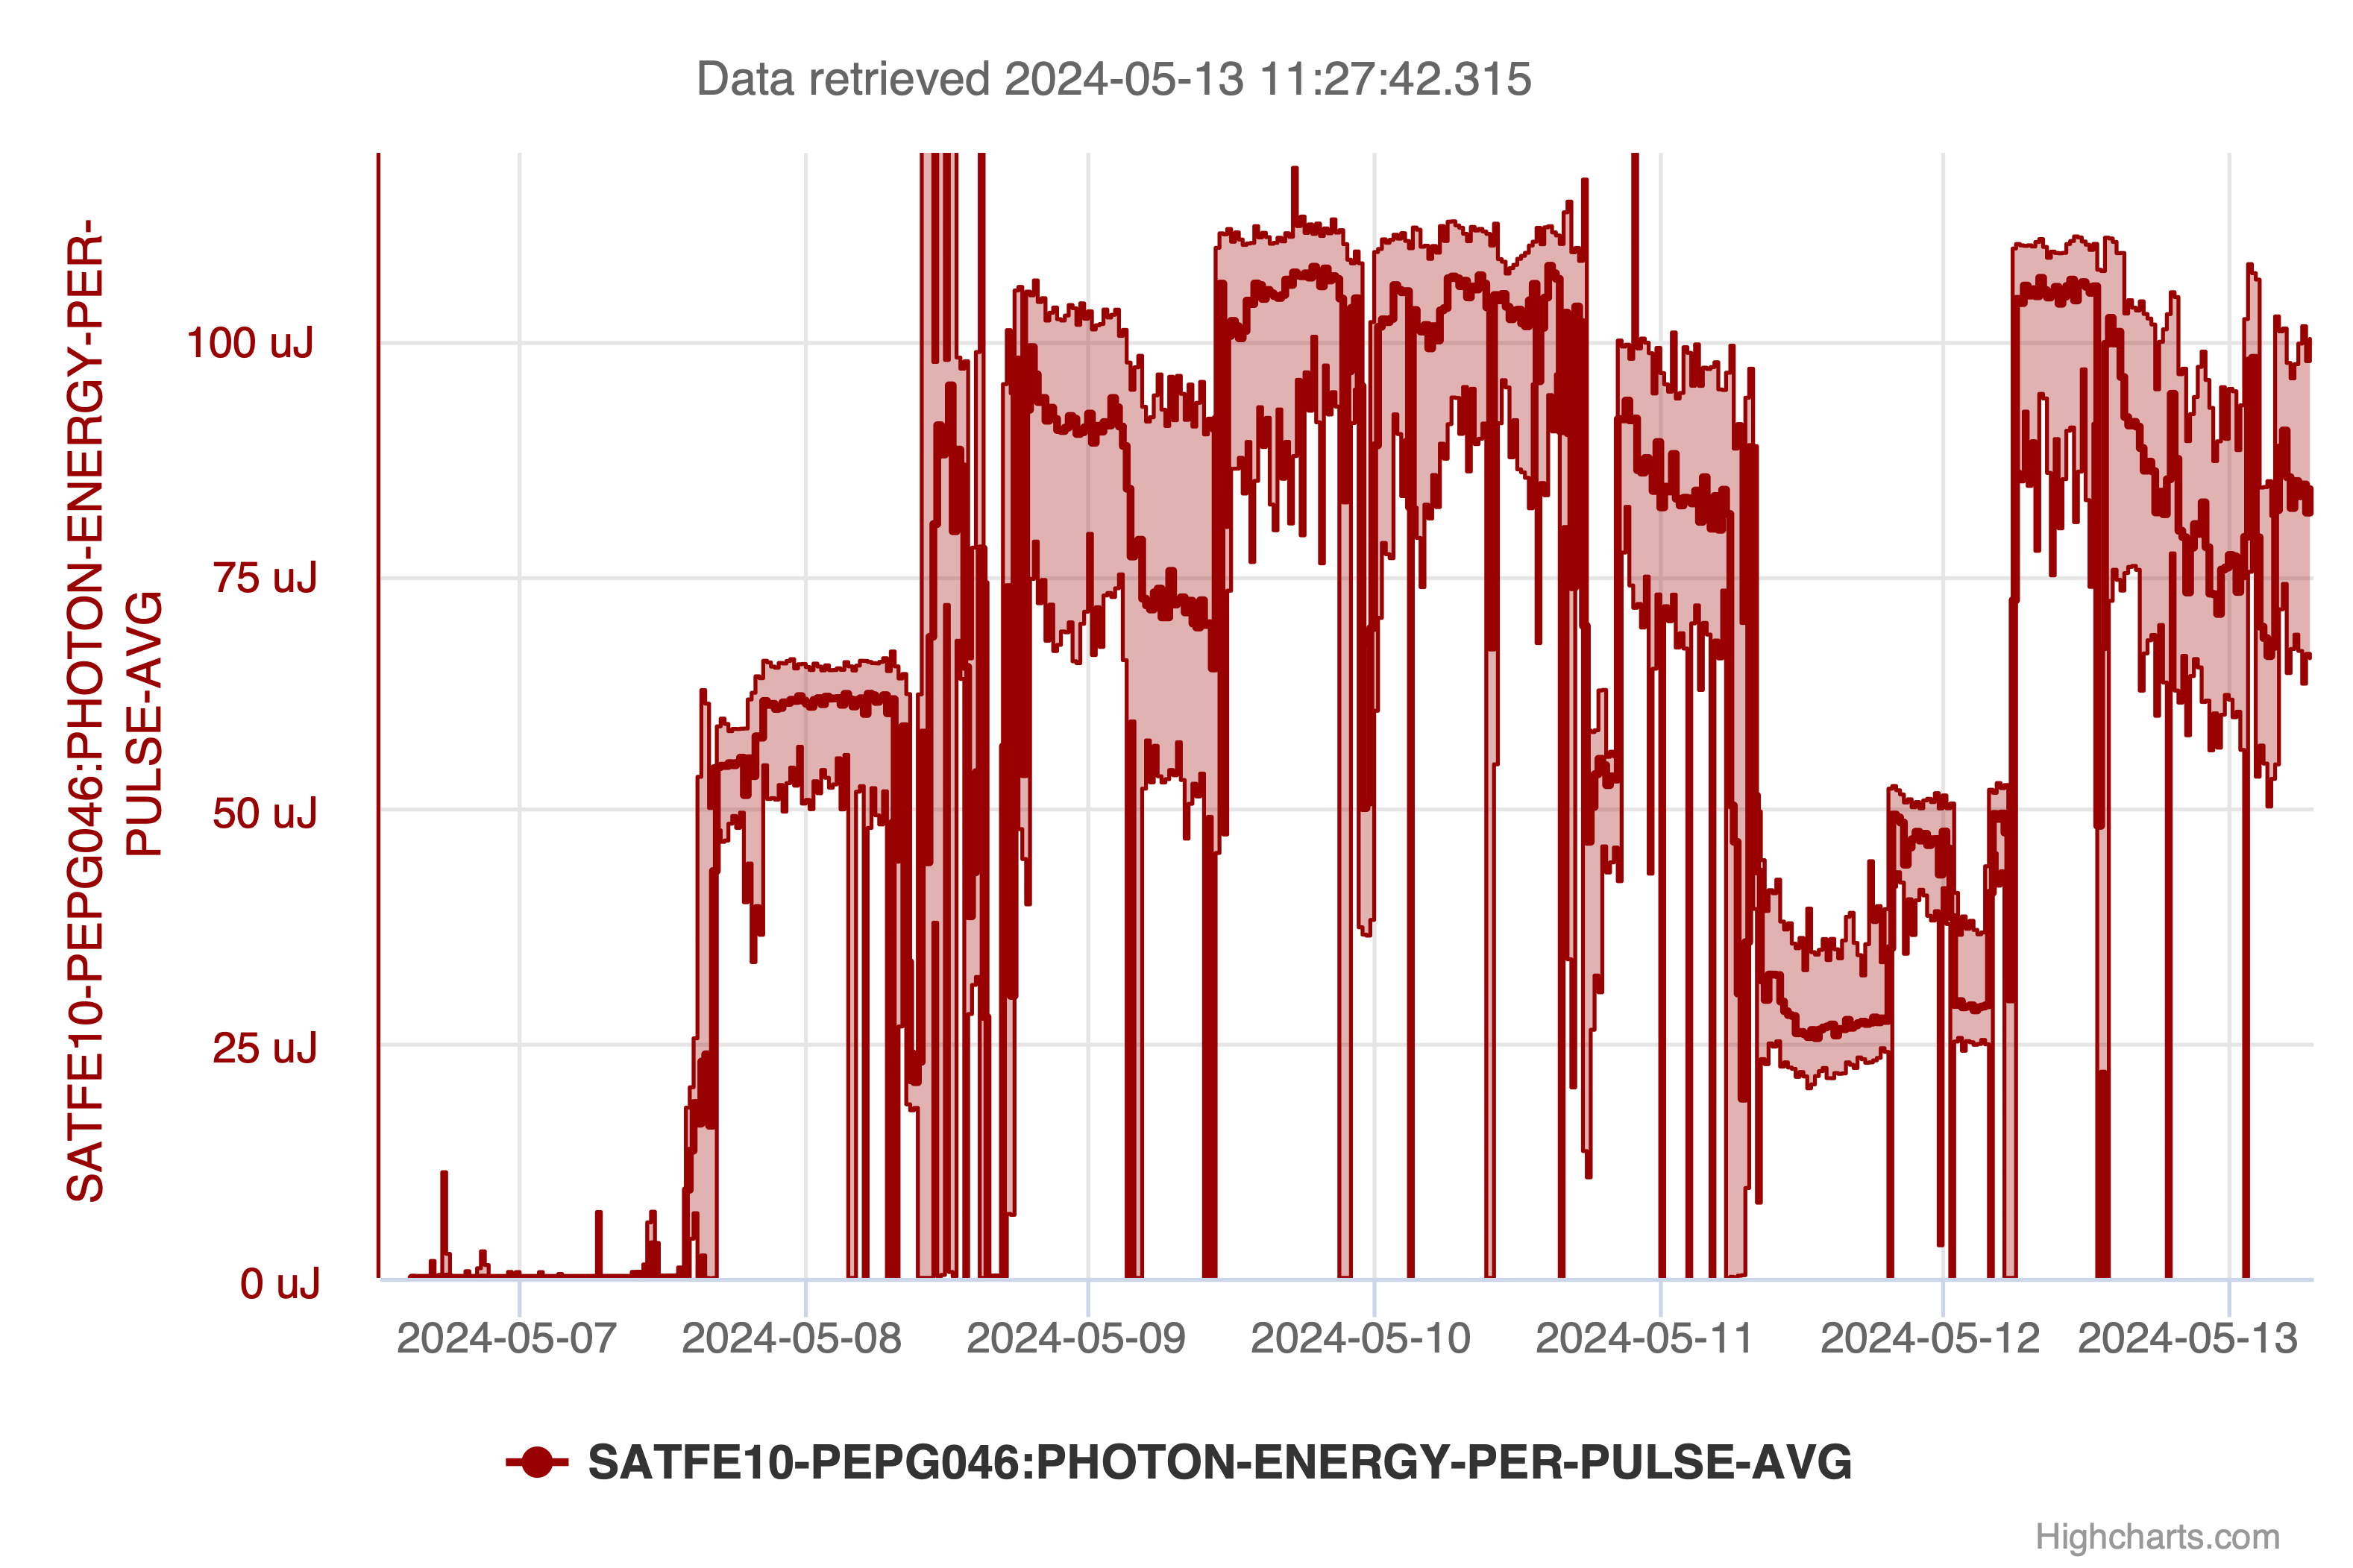 Data retrieved 2024-05-13 11:27:42.315
SATFE10-PEPG046:PHOTON-ENERGY-PER-
PULSE-AVG
100 uJ
75 uJ
50 uJ
25 uJ
0 uJ
2024-05-07 2024-05-08 2024-05-09 2024-05-10 2024-05-11 2024-05-12 2024-05-13
SATFE10-PEPG046:PHOTON-ENERGY-PER-PULSE-AVG
Highcharts.com